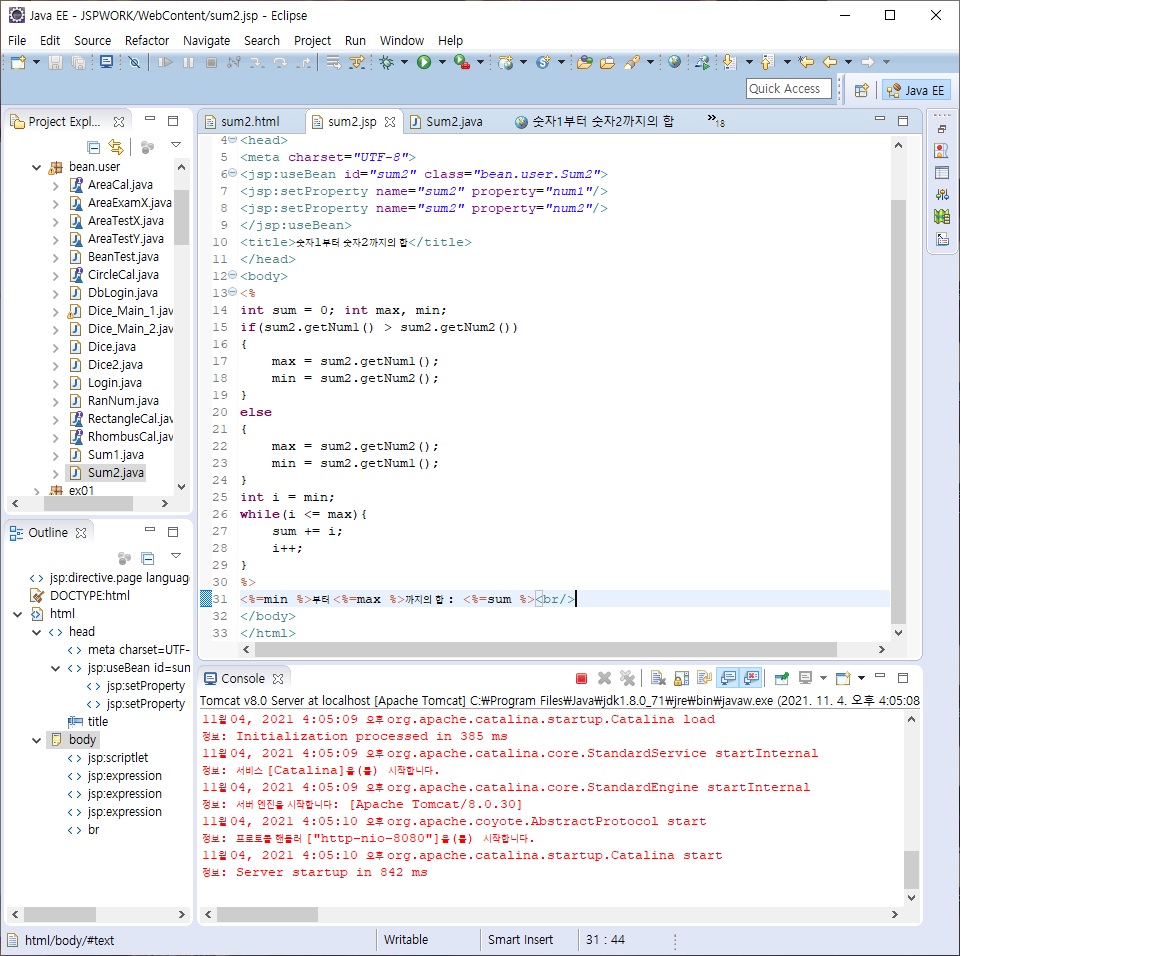 Java EE - JSPWORK/WebContent/sum2.jsp - Eclipse
File Edit Source Refactor Navigate Search Project Run Window Help
Quick Access
Java EE
Project Expl...
bean.user
AreaCal.java
AreaExamX.java
AreaTestX.java
AreaTestY.java
BeanTest.java
CircleCal.java
DbLogin.java
Dice_Main_1.jav
Dice_Main_2.jav
Dice.java
Dice2.java
Login.java
RanNum.java
RectangleCal.jav
RhombusCal.jav
Sum1.java
Sum2.java
ex01
Outline
jsp:directive.page languag
DOCTYPE:html
html
head
meta charset=UTF-
jsp:useBean id=sun
jsp:setProperty
jsp:setProperty
title
body
jsp:scriptlet
jsp:expression
jsp:expression
jsp:expression
br
sum2.html sum2.jsp Sum2.java 숫자1부터 숫자2까지의 합 »18
4 <head>
5 <meta charset="UTF-8">
6 <jsp:useBean id="sum2" class="bean.user.Sum2">
7 <jsp:setProperty name="sum2" property="num1"/>
8 <jsp:setProperty name="sum2" property="num2"/>
9 </jsp:useBean>
10 <title>숫자1부터 숫자2까지의 합</title>
11 </head>
12 <body>
13 <%
14 int sum = 0; int max, min;
15 if(sum2.getNum1() > sum2.getNum2())
16 {
17 max = sum2.getNum1();
18 min = sum2.getNum2();
19 }
20 else
21 {
22 max = sum2.getNum2();
23 min = sum2.getNum1();
24 }
25 int i = min;
26 while(i <= max){
27 sum += i;
28 i++;
29 }
30 %>
31 <%=min %>부터 <%=max %>까지의 합 : <%=sum %><br/>
32 </body>
33 </html>
Console
Tomcat v8.0 Server at localhost [Apache Tomcat] C:₩Program Files₩Java₩jdk1.8.0_71₩jre₩bin₩javaw.exe (2021. 11. 4. 오후 4:05:08
11월 04, 2021 4:05:09 오후 org.apache.catalina.startup.Catalina load
정보: Initialization processed in 385 ms
11월 04, 2021 4:05:09 오후 org.apache.catalina.core.StandardService startInternal
정보: 서비스 [Catalina]을(를) 시작합니다.
11월 04, 2021 4:05:09 오후 org.apache.catalina.core.StandardEngine startInternal
정보: 서버 엔진을 시작합니다: [Apache Tomcat/8.0.30]
11월 04, 2021 4:05:10 오후 org.apache.coyote.AbstractProtocol start
정보: 프로토콜 핸들러 ["http-nio-8080"]을(를) 시작합니다.
11월 04, 2021 4:05:10 오후 org.apache.catalina.startup.Catalina start
정보: Server startup in 842 ms
html/body/#text Writable Smart Insert 31 : 44